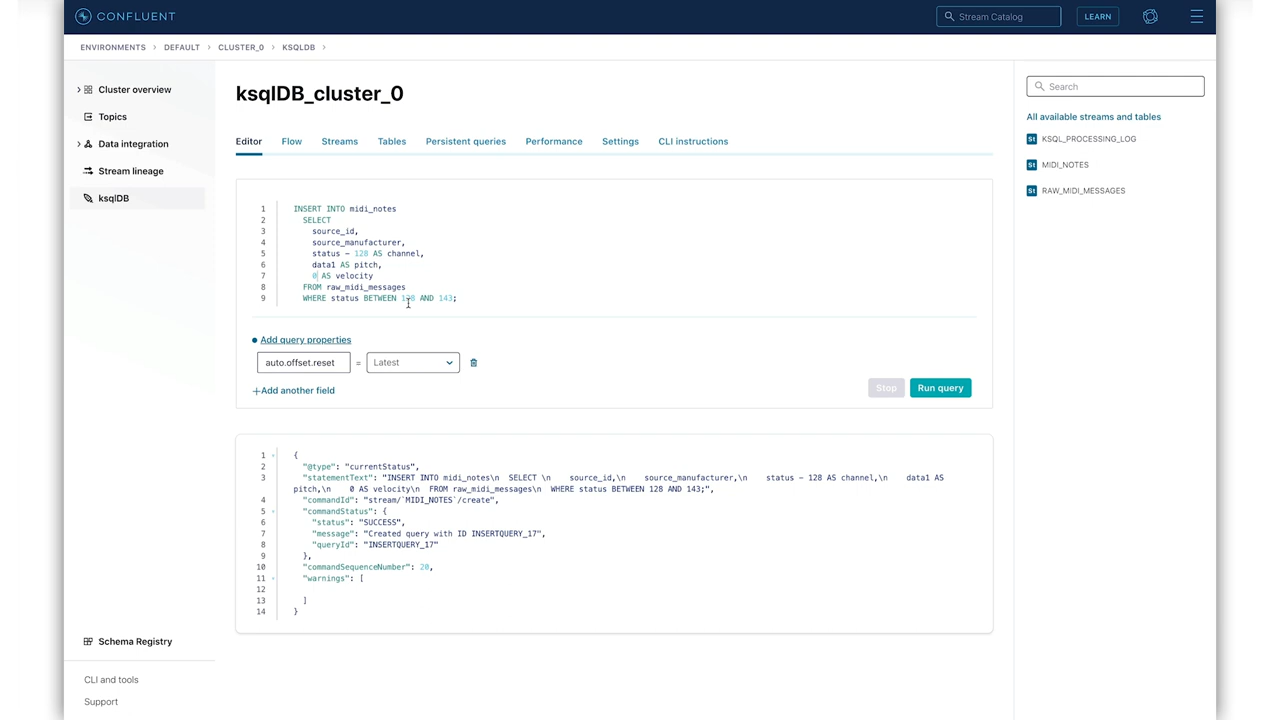 CONFLUENT
Stream Catalog
LEARN
ENVIRONMENTS > DEFAULT > CLUSTER_0 > KSQLDB >
Cluster overview
Topics
Data integration
Stream lineage
ksqlDB
Schema Registry
CLI and tools
Support
ksqlDB_cluster_0
Editor Flow Streams Tables Persistent queries Performance Settings CLI instructions
1 INSERT INTO midi_notes
2 SELECT
3 source_id,
4 source_manufacturer,
5 status - 128 AS channel,
6 data1 AS pitch,
7 0 AS velocity
8 FROM raw_midi_messages
9 WHERE status BETWEEN 128 AND 143;
Add query properties
auto.offset.reset = Latest
+Add another field
Stop Run query
1 {
2 "@type": "currentStatus",
3 "statementText": "INSERT INTO midi_notes\n  SELECT \n    source_id,\n    source_manufacturer,\n    status - 128 AS channel,\n    data1 AS
pitch,\n    0 AS velocity\n  FROM raw_midi_messages\n  WHERE status BETWEEN 128 AND 143;",
4 "commandId": "stream/`MIDI_NOTES`/create",
5 "commandStatus": {
6 "status": "SUCCESS",
7 "message": "Created query with ID INSERTQUERY_17",
8 "queryId": "INSERTQUERY_17"
9 },
10 "commandSequenceNumber": 20,
11 "warnings": [
12
13 ]
14 }
Search
All available streams and tables
St KSQL_PROCESSING_LOG
St MIDI_NOTES
St RAW_MIDI_MESSAGES